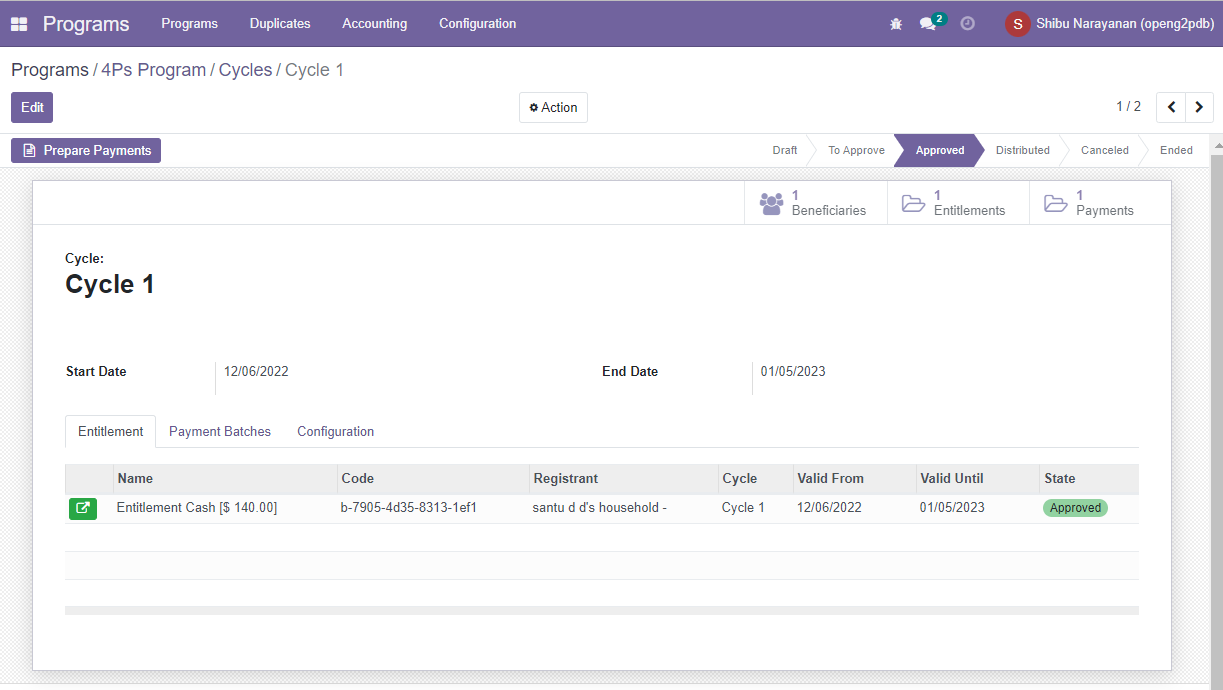 Programs Programs Duplicates Accounting Configuration 2 S Shibu Narayanan (openg2pdb)
Programs / 4Ps Program / Cycles / Cycle 1
Edit Action 1 / 2
Prepare Payments Draft To Approve Approved Distributed Canceled Ended
1 Beneficiaries 1 Entitlements 1 Payments
Cycle:
Cycle 1
Start Date 12/06/2022 End Date 01/05/2023
Entitlement Payment Batches Configuration
Name Code Registrant Cycle Valid From Valid Until State
Entitlement Cash [$ 140.00] b-7905-4d35-8313-1ef1 santu d d's household - Cycle 1 12/06/2022 01/05/2023 Approved